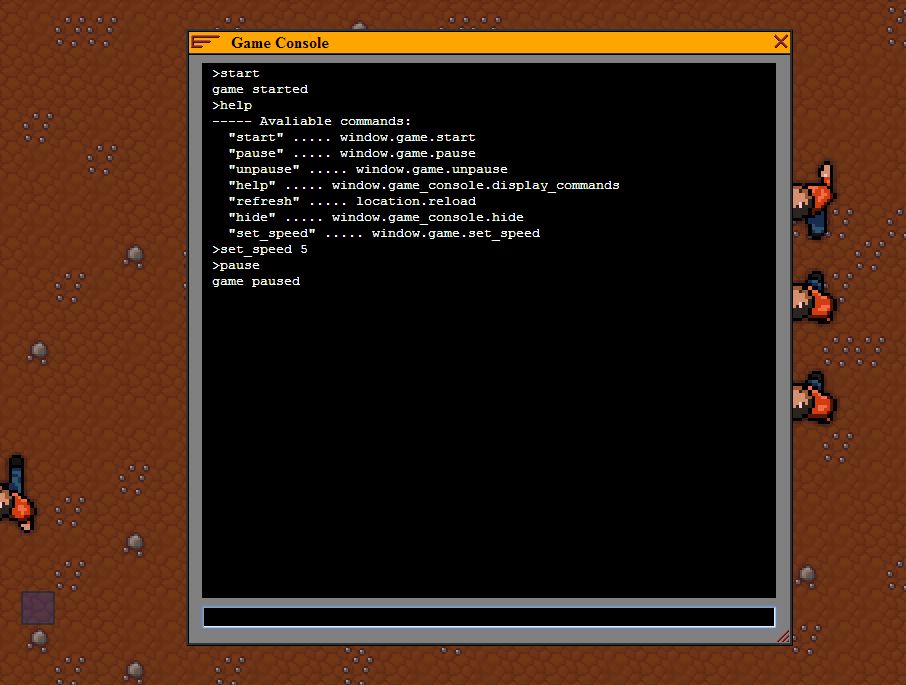 Game Console
>start
game started
>help
----- Avaliable commands:
"start" ..... window.game.start
"pause" ..... window.game.pause
"unpause" ..... window.game.unpause
"help" ..... window.game_console.display_commands
"refresh" ..... location.reload
"hide" ..... window.game_console.hide
"set_speed" ..... window.game.set_speed
>set_speed 5
>pause
game paused